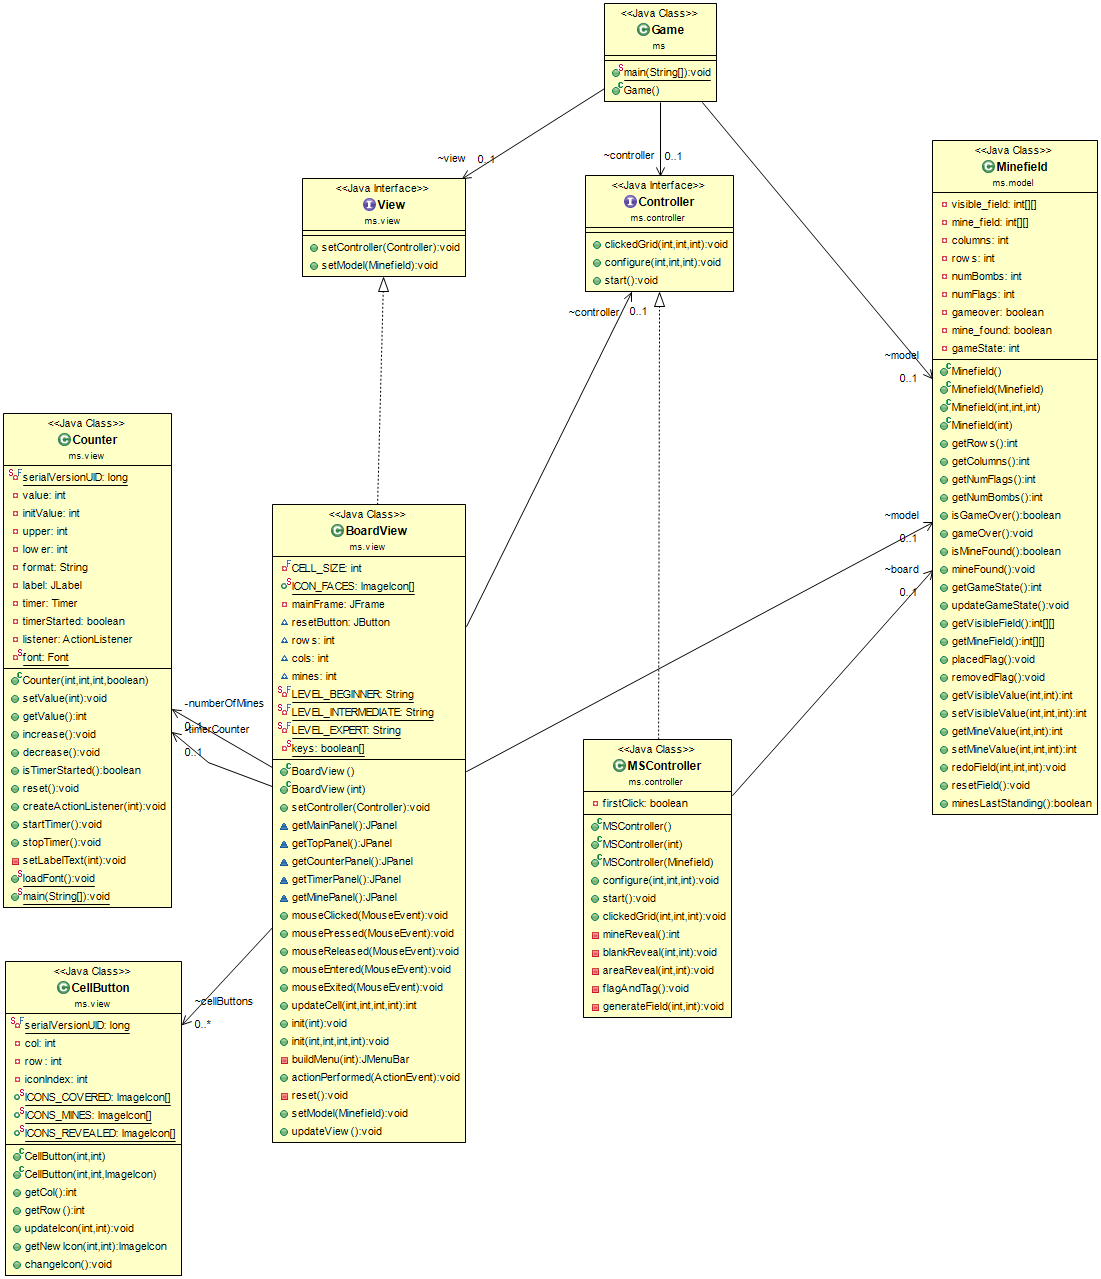 <<Java Class>>
Game
ms
main(String[]):void
Game()
~view 0..1
~controller 0..1
<<Java Interface>>
View
ms.view
setController(Controller):void
setModel(Minefield):void
<<Java Interface>>
Controller
ms.controller
clickedGrid(int,int,int):void
configure(int,int,int):void
start():void
~controller 0..1
~model
0..1
<<Java Class>>
Minefield
ms.model
visible_field: int[][]
mine_field: int[][]
columns: int
rows: int
numBombs: int
numFlags: int
gameover: boolean
mine_found: boolean
gameState: int
Minefield()
Minefield(Minefield)
Minefield(int,int,int)
Minefield(int)
getRows():int
getColumns():int
getNumFlags():int
getNumBombs():int
isGameOver():boolean
gameOver():void
isMineFound():boolean
mineFound():void
getGameState():int
updateGameState():void
getVisibleField():int[][]
getMineField():int[][]
placedFlag():void
removedFlag():void
getVisibleValue(int,int):int
setVisibleValue(int,int,int):int
getMineValue(int,int):int
setMineValue(int,int,int):int
redoField(int,int,int):void
resetField():void
minesLastStanding():boolean
~model
0..1
~board
0..1
<<Java Class>>
Counter
ms.view
serialVersionUID: long
value: int
initValue: int
upper: int
lower: int
format: String
label: JLabel
timer: Timer
timerStarted: boolean
listener: ActionListener
font: Font
Counter(int,int,int,boolean)
setValue(int):void
getValue():int
increase():void
decrease():void
isTimerStarted():boolean
reset():void
createActionListener(int):void
startTimer():void
stopTimer():void
setLabelText(int):void
loadFont():void
main(String[]):void
-numberOfMines
0..1
-timerCounter
0..1
<<Java Class>>
BoardView
ms.view
CELL_SIZE: int
ICON_FACES: ImageIcon[]
mainFrame: JFrame
resetButton: JButton
rows: int
cols: int
mines: int
LEVEL_BEGINNER: String
LEVEL_INTERMEDIATE: String
LEVEL_EXPERT: String
keys: boolean[]
BoardView()
BoardView(int)
setController(Controller):void
getMainPanel():JPanel
getTopPanel():JPanel
getCounterPanel():JPanel
getTimerPanel():JPanel
getMinePanel():JPanel
mouseClicked(MouseEvent):void
mousePressed(MouseEvent):void
mouseReleased(MouseEvent):void
mouseEntered(MouseEvent):void
mouseExited(MouseEvent):void
updateCell(int,int,int,int):int
init(int):void
init(int,int,int,int):void
buildMenu(int):JMenuBar
actionPerformed(ActionEvent):void
reset():void
setModel(Minefield):void
updateView():void
<<Java Class>>
MSController
ms.controller
firstClick: boolean
MSController()
MSController(int)
MSController(Minefield)
configure(int,int,int):void
start():void
clickedGrid(int,int,int):void
mineReveal():int
blankReveal(int,int):void
areaReveal(int,int):void
flagAndTag():void
generateField(int,int):void
~cellButtons
0..*
<<Java Class>>
CellButton
ms.view
serialVersionUID: long
col: int
row: int
iconIndex: int
ICONS_COVERED: ImageIcon[]
ICONS_MINES: ImageIcon[]
ICONS_REVEALED: ImageIcon[]
CellButton(int,int)
CellButton(int,int,ImageIcon)
getCol():int
getRow():int
updateIcon(int,int):void
getNewIcon(int,int):ImageIcon
changeIcon():void